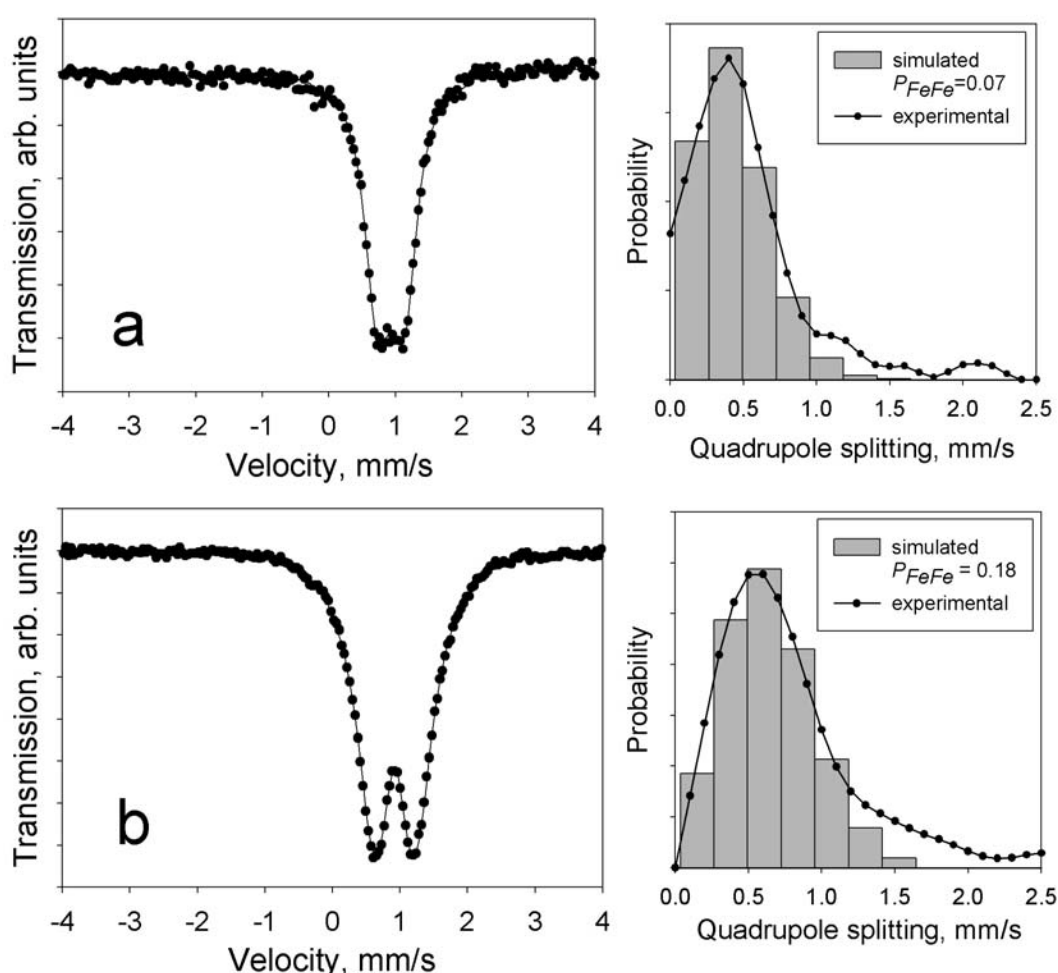 Transmission, arb. units
a
-4 -3 -2 -1 0 1 2 3 4
Velocity, mm/s
Probability
simulated
PFeFe=0.07
experimental
0.0 0.5 1.0 1.5 2.0 2.5
Quadrupole splitting, mm/s
Transmission, arb. units
b
-4 -3 -2 -1 0 1 2 3 4
Velocity, mm/s
Probability
simulated
PFeFe = 0.18
experimental
0.0 0.5 1.0 1.5 2.0 2.5
Quadrupole splitting, mm/s